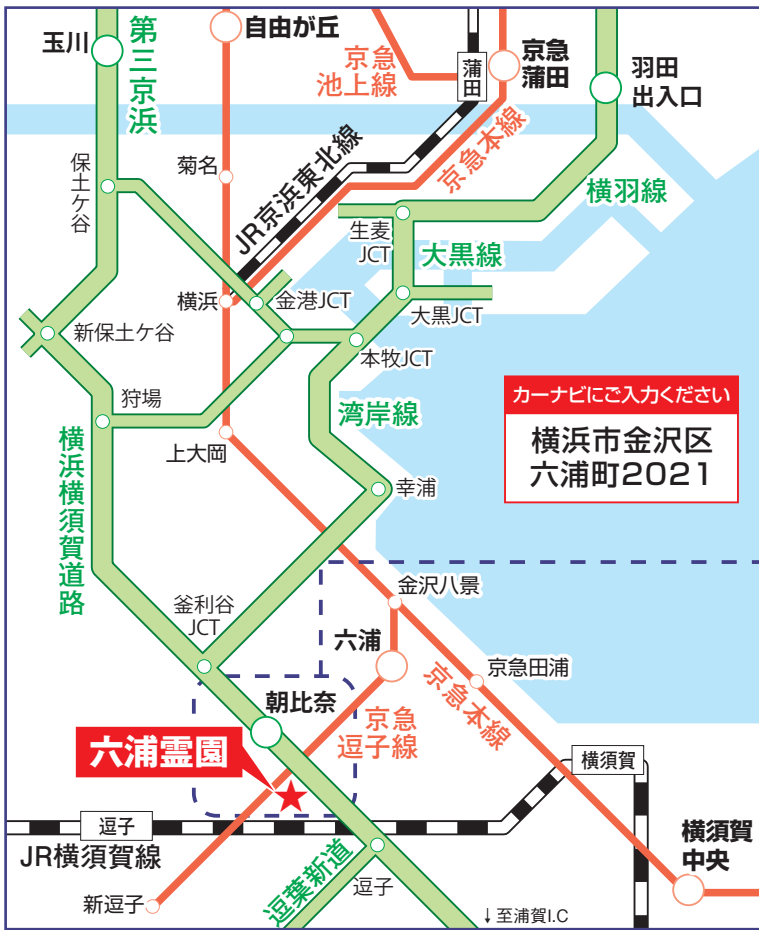 玉川
第三京浜
自由が丘
京急
池上線
蒲田
京急
蒲田
羽田
出入口
保土ケ谷
菊名
JR京浜東北線
京急本線
横羽線
生麦
JCT
大黒線
横浜
金港JCT
大黒JCT
新保土ケ谷
本牧JCT
狩場
湾岸線
カーナビにご入力ください
横浜市金沢区
六浦町2021
上大岡
横浜横須賀道路
幸浦
釜利谷
JCT
金沢八景
六浦
京急田浦
朝比奈
京急
逗子線
京急本線
六浦霊園
横須賀
逗子
JR横須賀線
横須賀
中央
逗葉新道
逗子
新逗子
↓至浦賀I.C